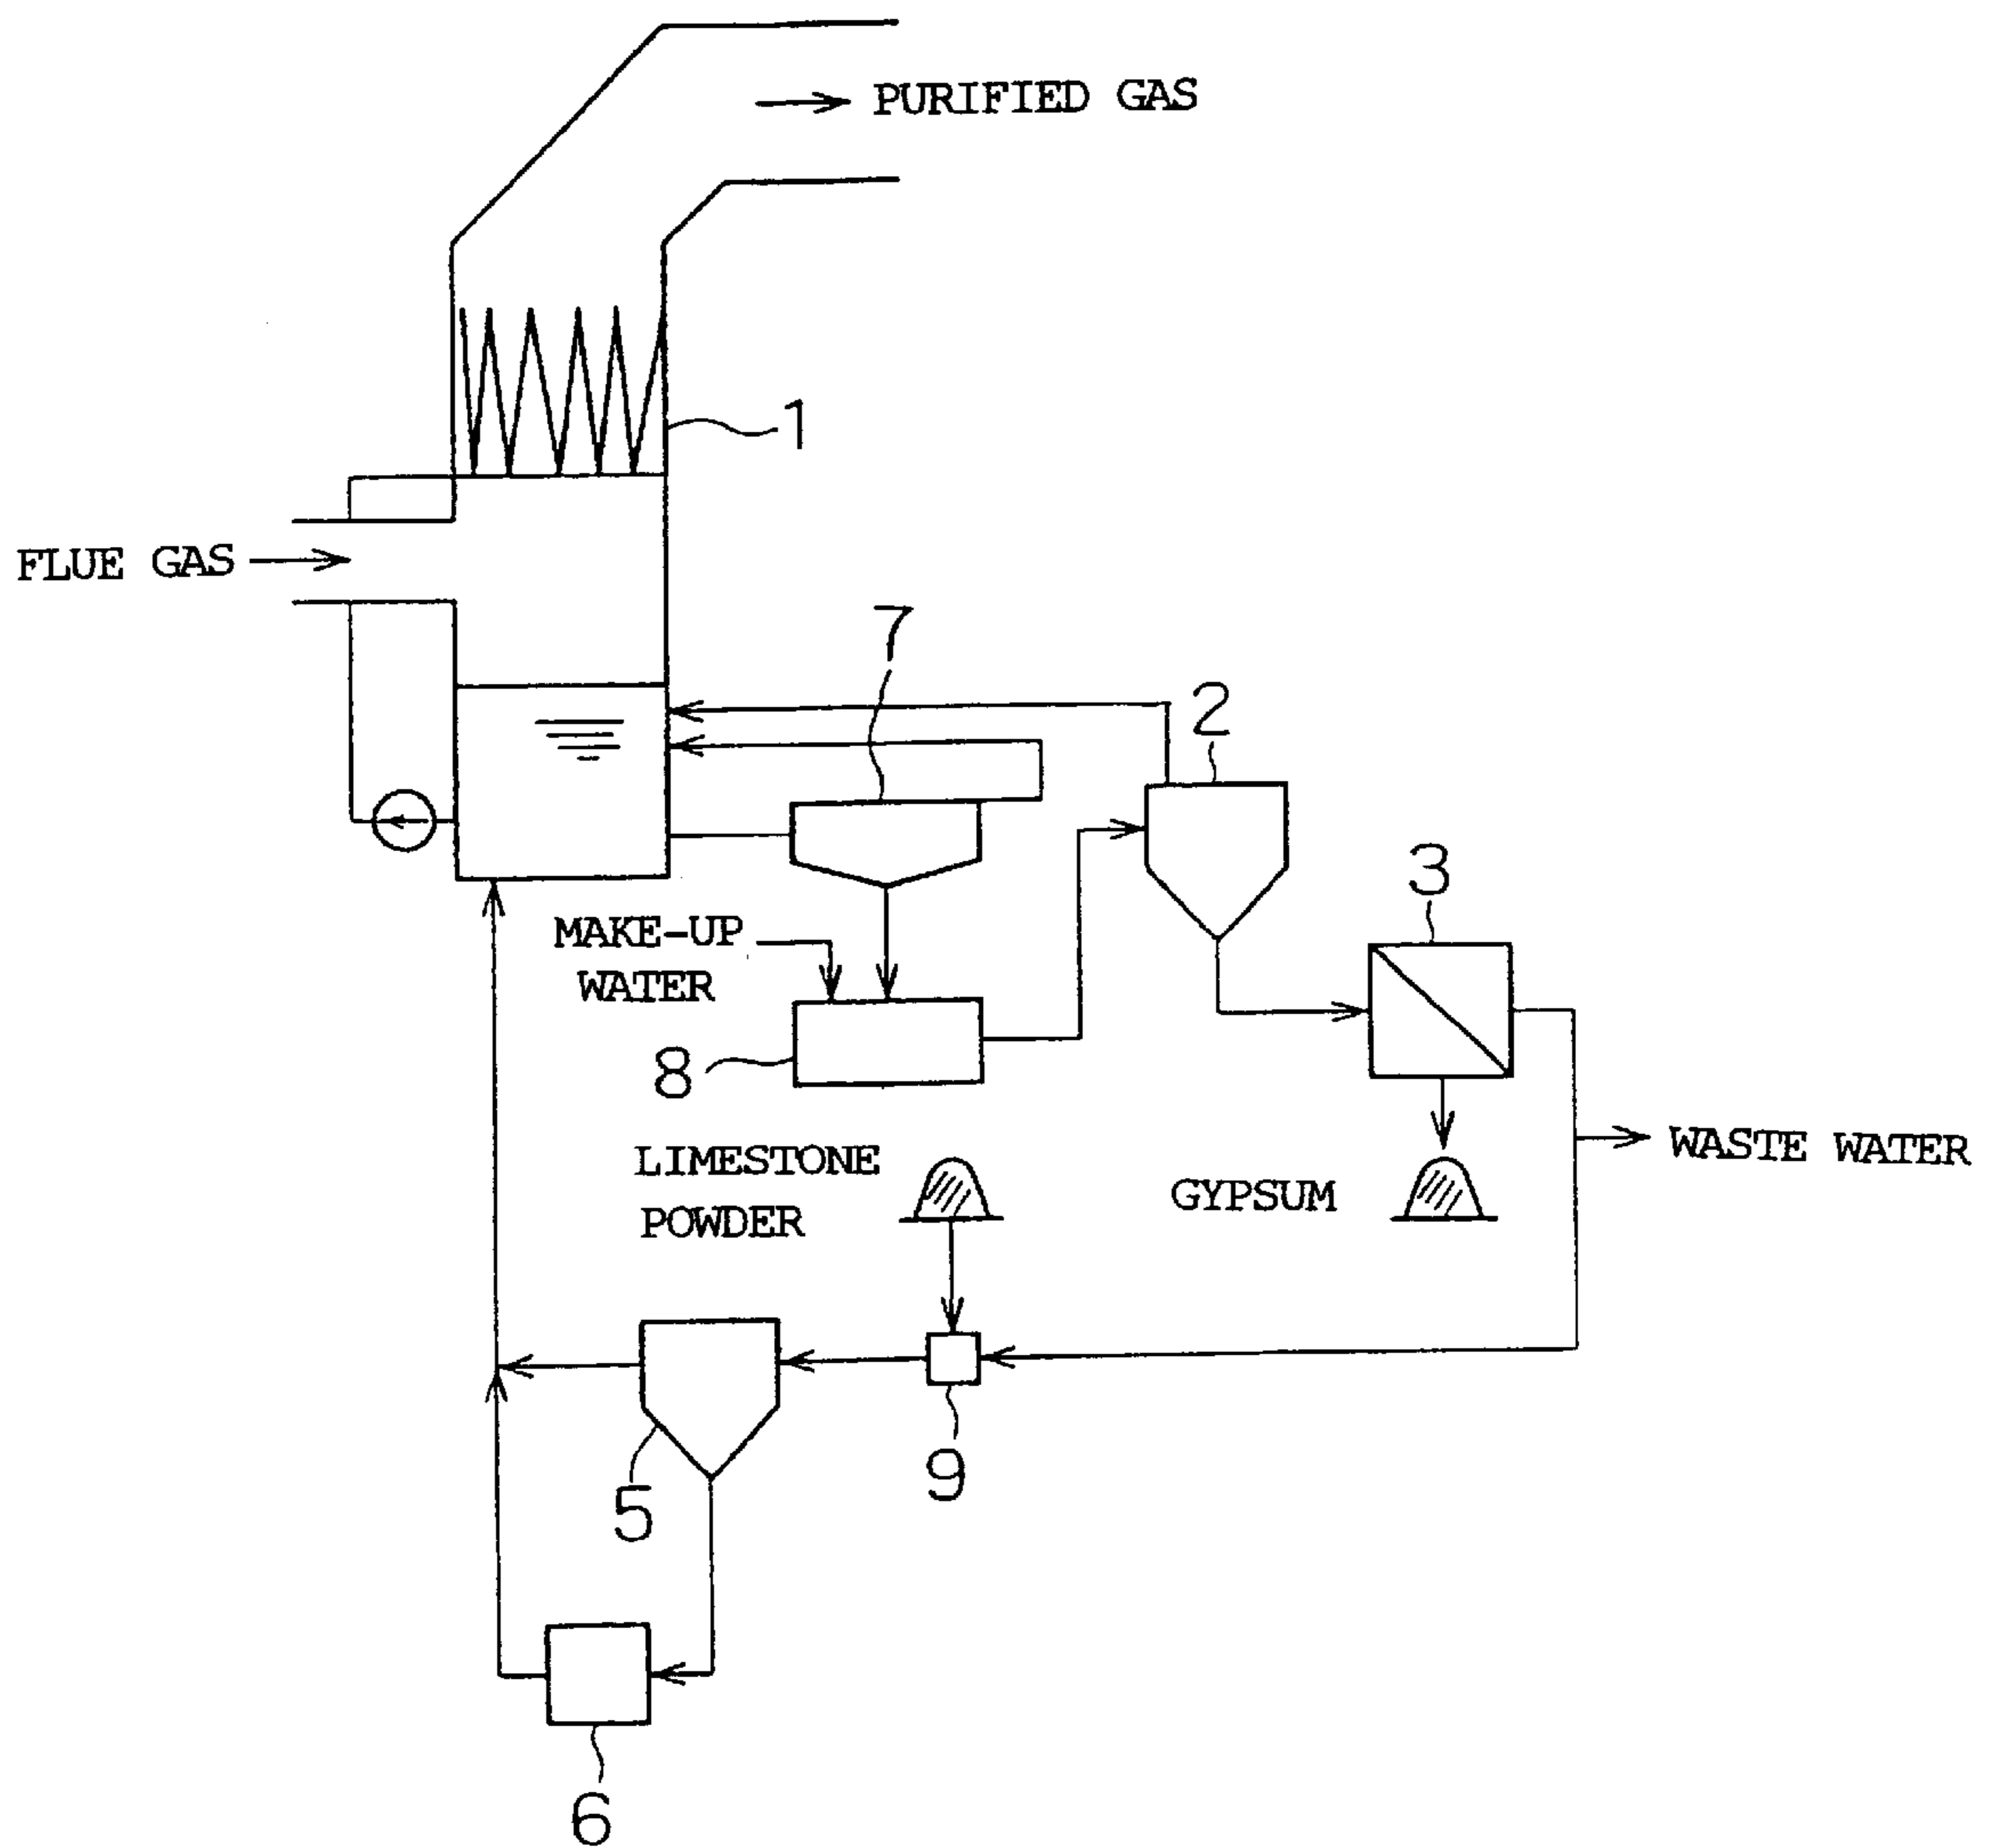 PURIFIED GAS
1
FLUE GAS
7
2
3
MAKE-UP
WATER
8
LIMESTONE
POWDER
GYPSUM
WASTE WATER
9
5
6